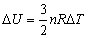 ΔU = 3/2 nRΔT